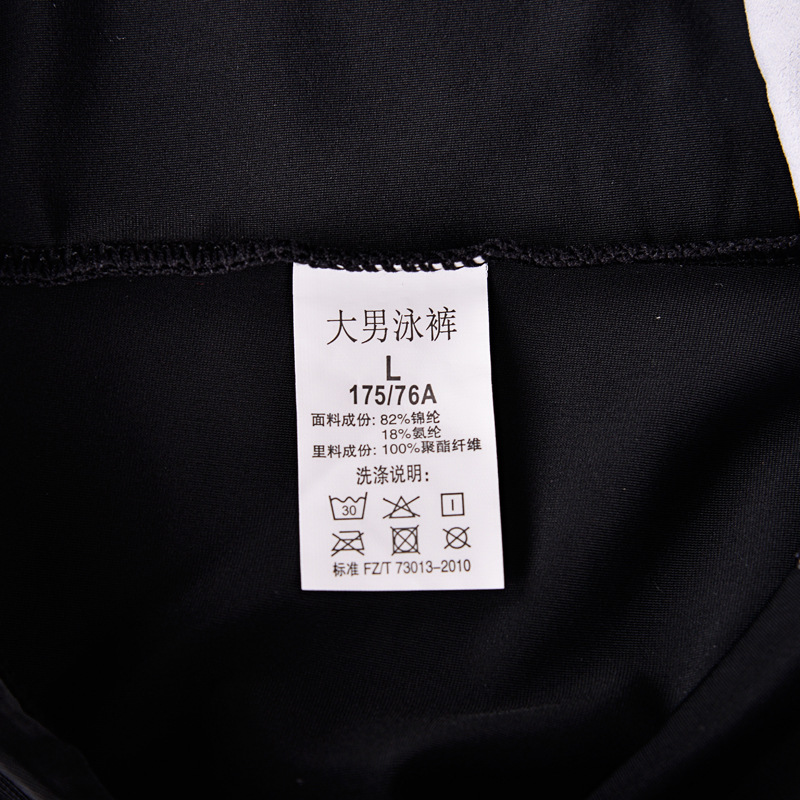 大男泳裤
L
175/76A
面料成份: 82%锦纶
18%氨纶
里料成份: 100%聚酯纤维
洗涤说明:
30
标准 FZ/T 73013-2010